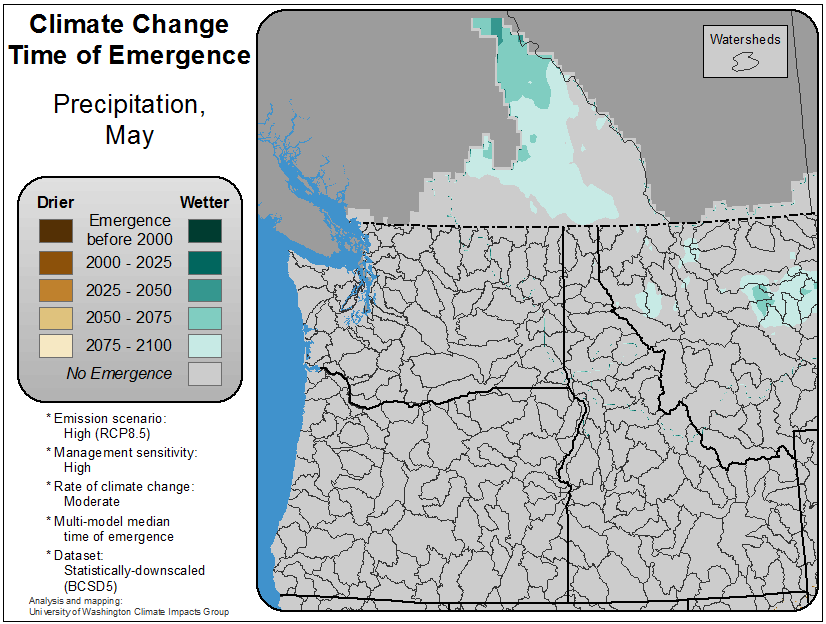 Climate Change
Time of Emergence
Precipitation,
May
Drier
Wetter
Emergence
before 2000
2000 - 2025
2025 - 2050
2050 - 2075
2075 - 2100
No Emergence
* Emission scenario:
High (RCP8.5)
* Management sensitivity:
High
* Rate of climate change:
Moderate
* Multi-model median
time of emergence
* Dataset:
Statistically-downscaled
(BCSD5)
Analysis and mapping:
University of Washington Climate Impacts Group
Watersheds